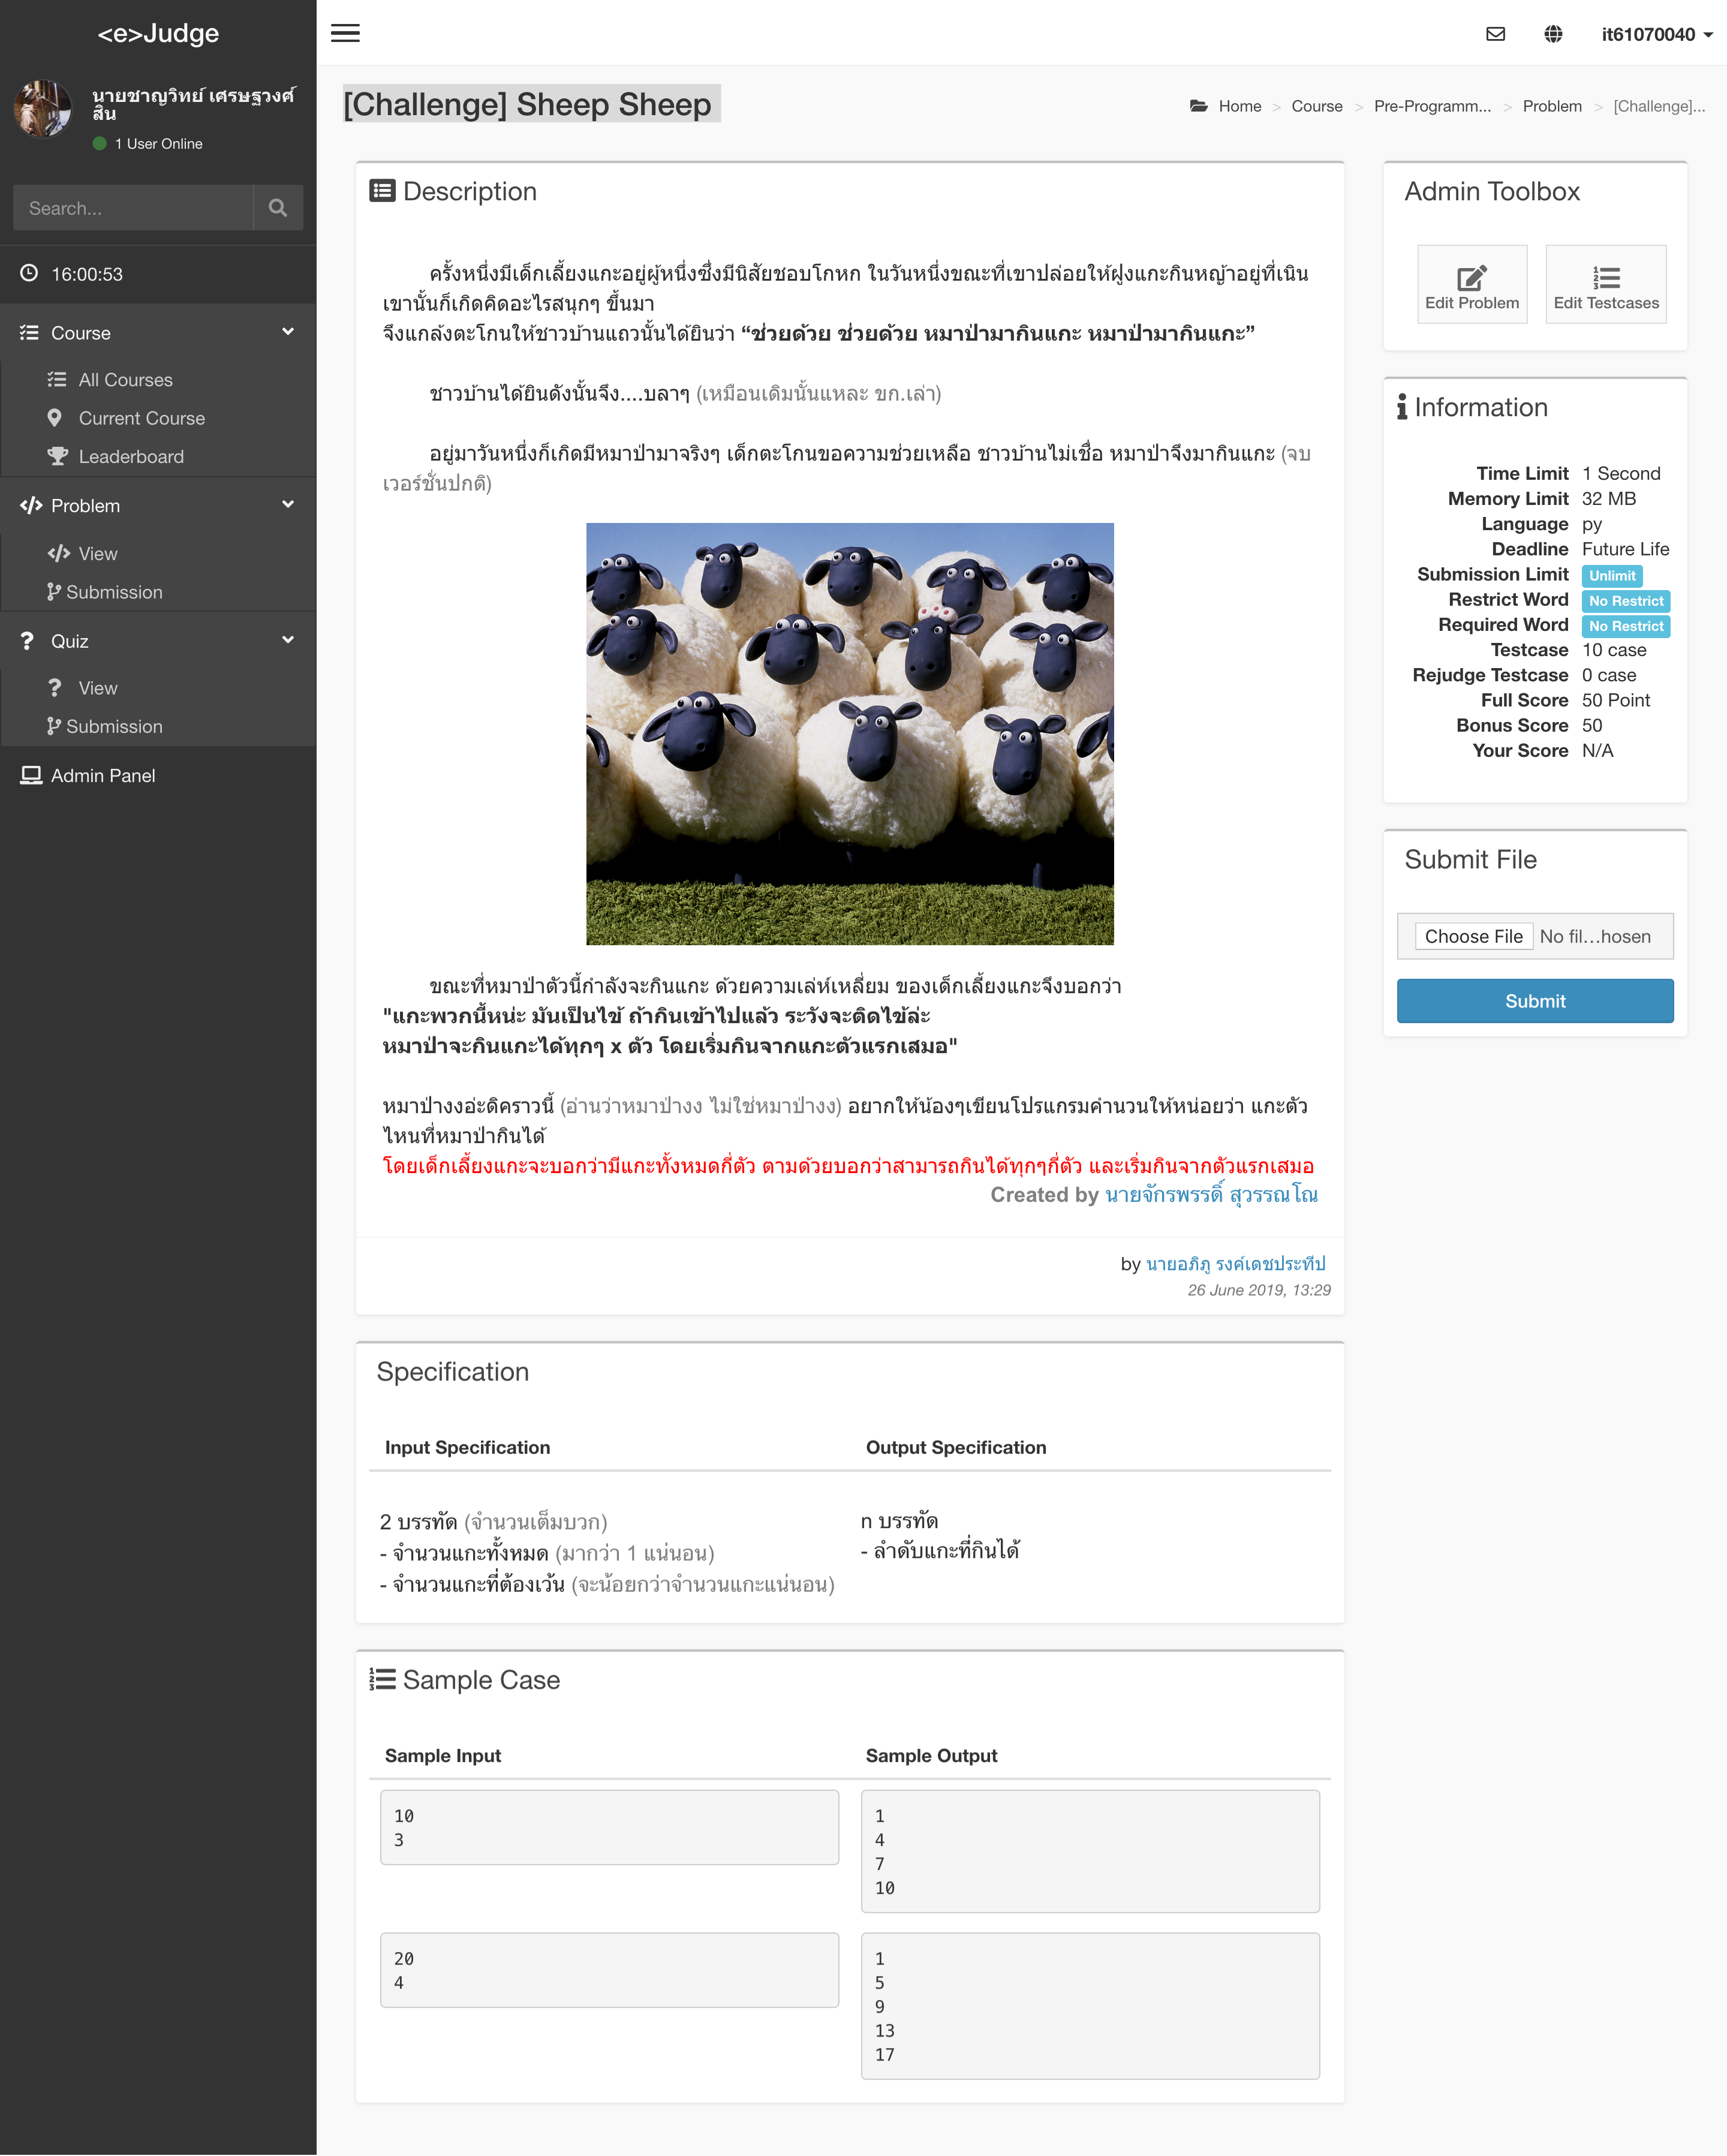 <e>Judge
it61070040
นายชาญวิทย์ เศรษฐวงศ์
สิน
1 User Online
Search...
16:00:53
Course
All Courses
Current Course
Leaderboard
Problem
View
Submission
Quiz
View
Submission
Admin Panel
[Challenge] Sheep Sheep
Home > Course > Pre-Programm... > Problem > [Challenge]...
Description
ครั้งหนึ่งมีเด็กเลี้ยงแกะอยู่ผู้หนึ่งซึ่งมีนิสัยชอบโกหก ในวันหนึ่งขณะที่เขาปล่อยให้ฝูงแกะกินหญ้าอยู่ที่เนิน
เขานั้นก็เกิดคิดอะไรสนุกๆ ขึ้นมา
จึงแกล้งตะโกนให้ชาวบ้านแถวนั้นได้ยินว่า “ช่วยด้วย ช่วยด้วย หมาป่ามากินแกะ หมาป่ามากินแกะ”
ชาวบ้านได้ยินดังนั้นจึง....บลาๆ (เหมือนเดิมนั้นแหละ ขก.เล่า)
อยู่มาวันหนึ่งก็เกิดมีหมาป่ามาจริงๆ เด็กตะโกนขอความช่วยเหลือ ชาวบ้านไม่เชื่อ หมาป่าจึงมากินแกะ (จบ
เวอร์ชั่นปกติ)
ขณะที่หมาป่าตัวนี้กำลังจะกินแกะ ด้วยความเล่ห์เหลี่ยม ของเด็กเลี้ยงแกะจึงบอกว่า
"แกะพวกนี้หน่ะ มันเป็นไข้ ถ้ากินเข้าไปแล้ว ระวังจะติดไข้ล่ะ
หมาป่าจะกินแกะได้ทุกๆ x ตัว โดยเริ่มกินจากแกะตัวแรกเสมอ"
หมาป่างงอ่ะดิคราวนี้ (อ่านว่าหมาป่างง ไม่ใช่หมาป่างง) อยากให้น้องๆเขียนโปรแกรมคำนวนให้หน่อยว่า แกะตัว
ไหนที่หมาป่ากินได้
โดยเด็กเลี้ยงแกะจะบอกว่ามีแกะทั้งหมดกี่ตัว ตามด้วยบอกว่าสามารถกินได้ทุกๆกี่ตัว และเริ่มกินจากตัวแรกเสมอ
Created by นายจักรพรรดิ์ สุวรรณโณ
by นายอภิภู รงค์เดชประทีป
26 June 2019, 13:29
Specification
Input Specification
Output Specification
2 บรรทัด (จำนวนเต็มบวก)
- จำนวนแกะทั้งหมด (มากว่า 1 แน่นอน)
- จำนวนแกะที่ต้องเว้น (จะน้อยกว่าจำนวนแกะแน่นอน)
n บรรทัด
- ลำดับแกะที่กินได้
Sample Case
Sample Input
Sample Output
10
3
1
4
7
10
20
4
1
5
9
13
17
Admin Toolbox
Edit Problem
Edit Testcases
Information
Time Limit 1 Second
Memory Limit 32 MB
Language py
Deadline Future Life
Submission Limit Unlimit
Restrict Word No Restrict
Required Word No Restrict
Testcase 10 case
Rejudge Testcase 0 case
Full Score 50 Point
Bonus Score 50
Your Score N/A
Submit File
Choose File No fil...hosen
Submit